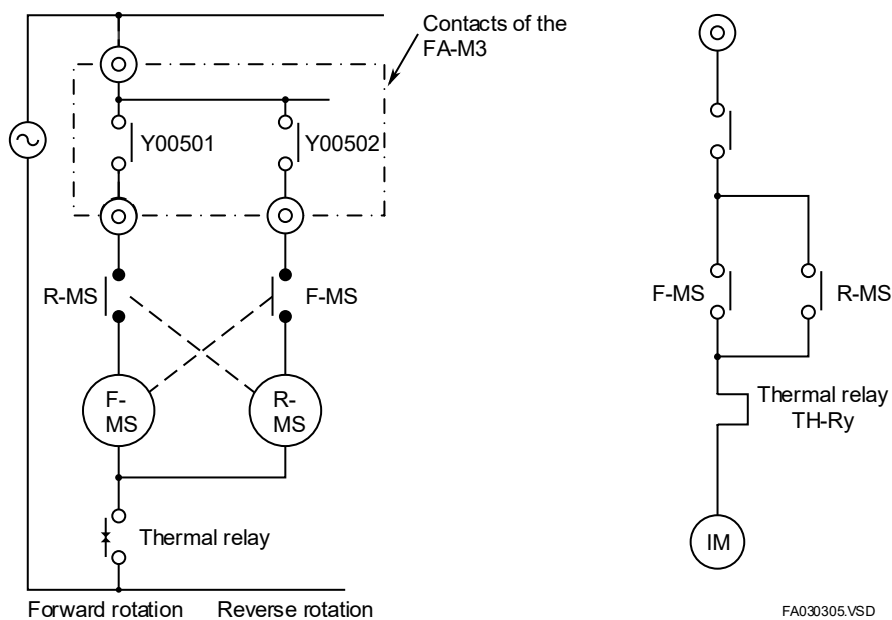 Contacts of the
FA-M3
Y00501
Y00502
R-MS
F-MS
F-
MS
R-
MS
Thermal relay
Forward rotation
Reverse rotation
F-MS
R-MS
Thermal relay
TH-Ry
IM
FA030305.VSD